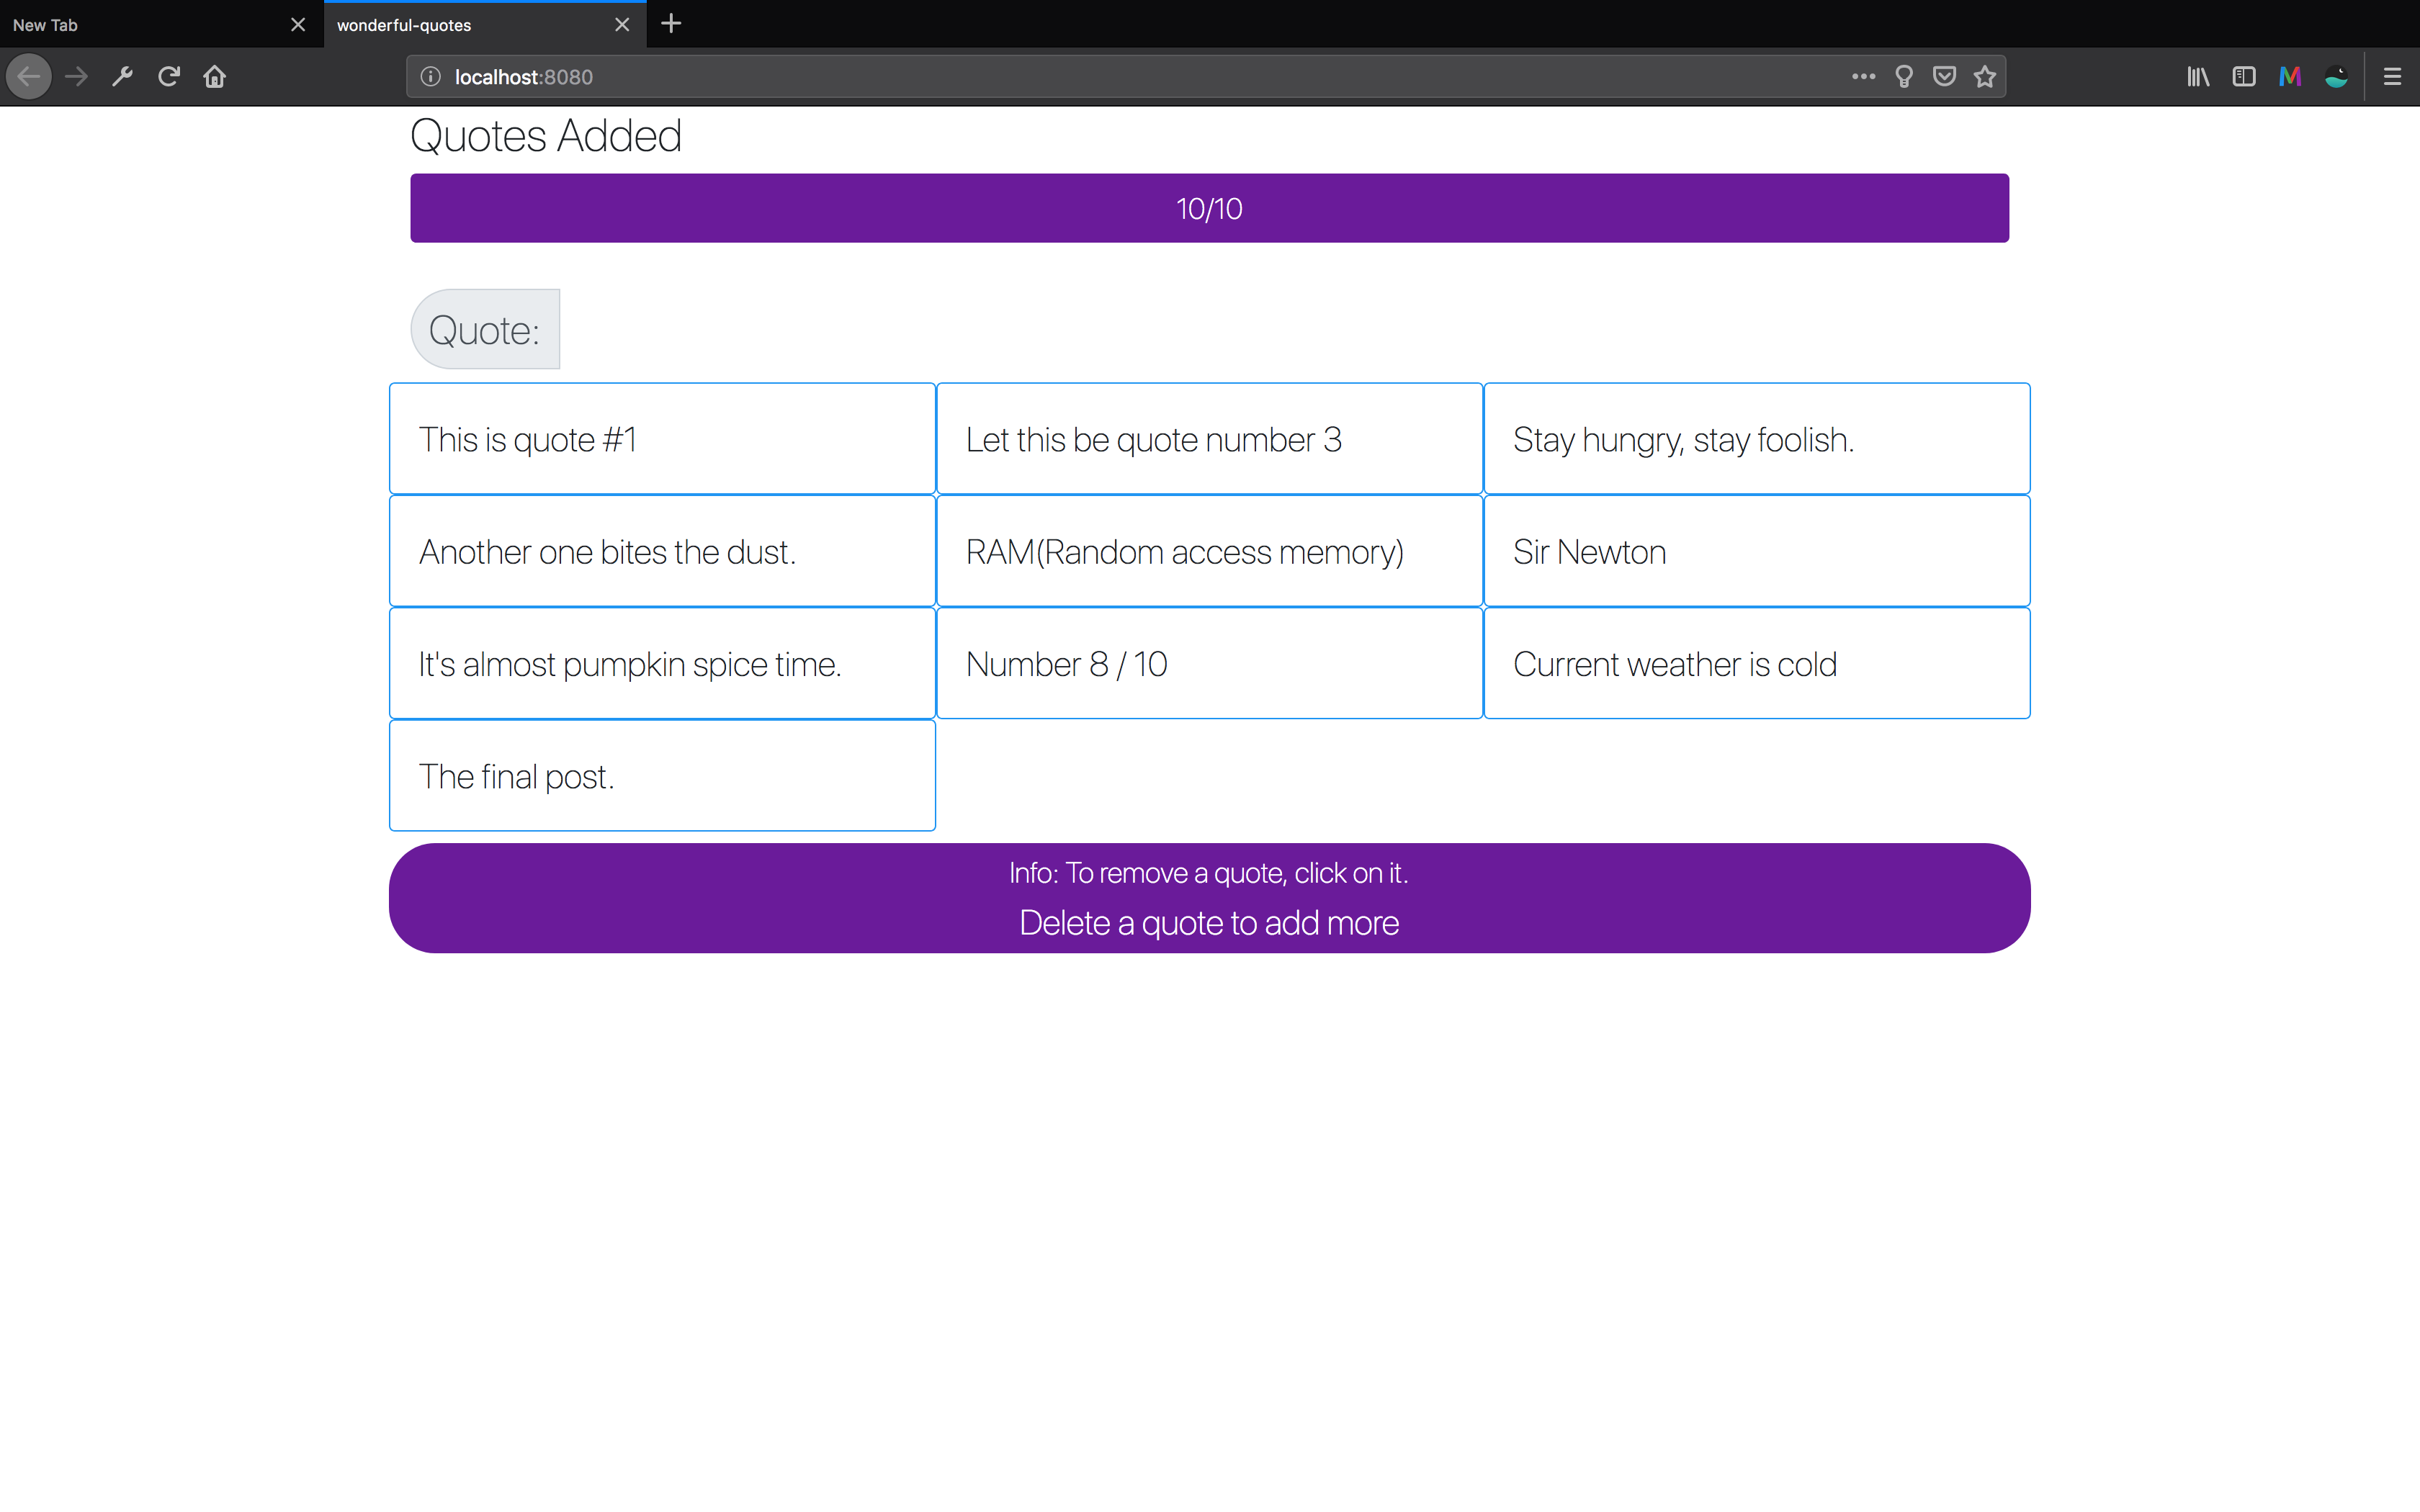 New Tab
wonderful-quotes
localhost:8080
Quotes Added
10/10
Quote:
This is quote #1
Let this be quote number 3
Stay hungry, stay foolish.
Another one bites the dust.
RAM(Random access memory)
Sir Newton
It's almost pumpkin spice time.
Number 8 / 10
Current weather is cold
The final post.
Info: To remove a quote, click on it.
Delete a quote to add more